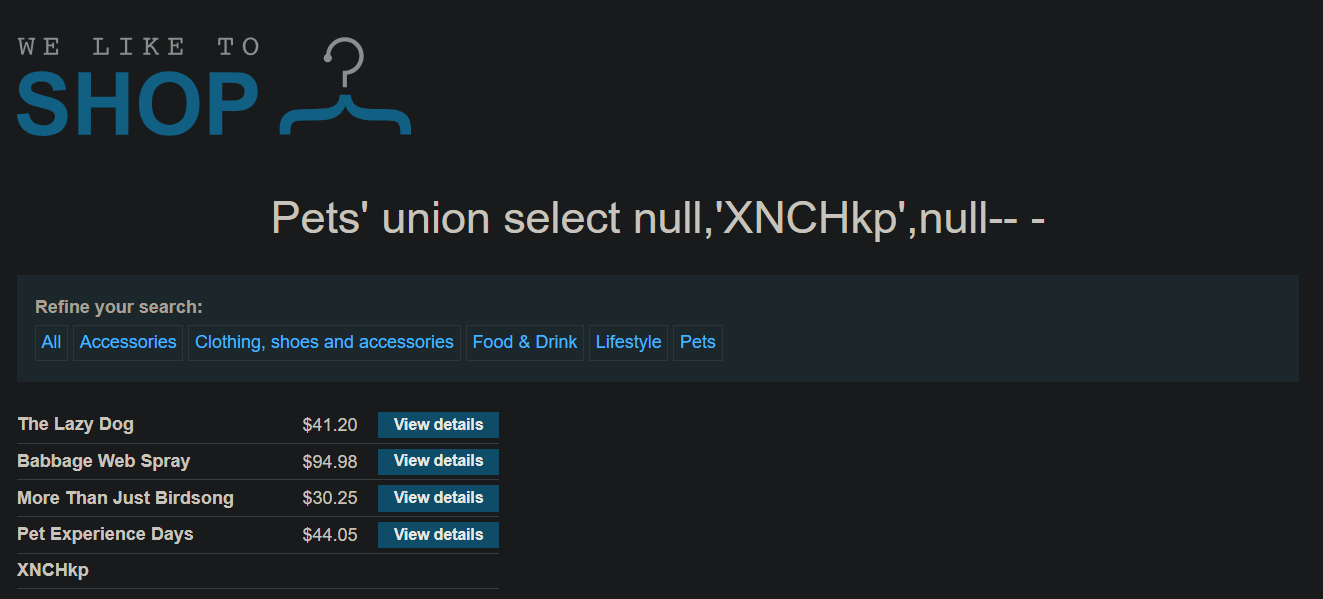 WE LIKE TO
SHOP
Pets' union select null,'XNCHkp',null-- -
Refine your search:
All Accessories Clothing, shoes and accessories Food & Drink Lifestyle Pets
The Lazy Dog $41.20 View details
Babbage Web Spray $94.98 View details
More Than Just Birdsong $30.25 View details
Pet Experience Days $44.05 View details
XNCHkp